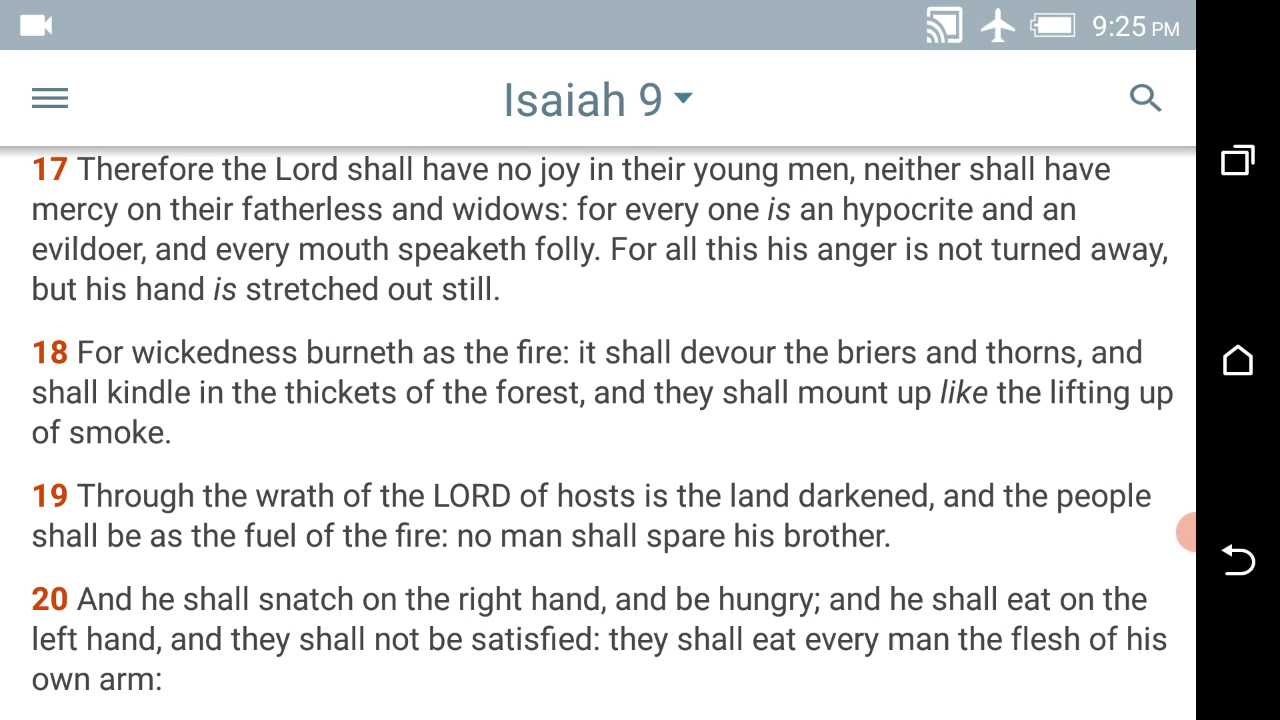 9:25 PM
Isaiah 9
17 Therefore the Lord shall have no joy in their young men, neither shall have
mercy on their fatherless and widows: for every one is an hypocrite and an
evildoer, and every mouth speaketh folly. For all this his anger is not turned away,
but his hand is stretched out still.
18 For wickedness burneth as the fire: it shall devour the briers and thorns, and
shall kindle in the thickets of the forest, and they shall mount up like the lifting up
of smoke.
19 Through the wrath of the LORD of hosts is the land darkened, and the people
shall be as the fuel of the fire: no man shall spare his brother.
20 And he shall snatch on the right hand, and be hungry; and he shall eat on the
left hand, and they shall not be satisfied: they shall eat every man the flesh of his
own arm: